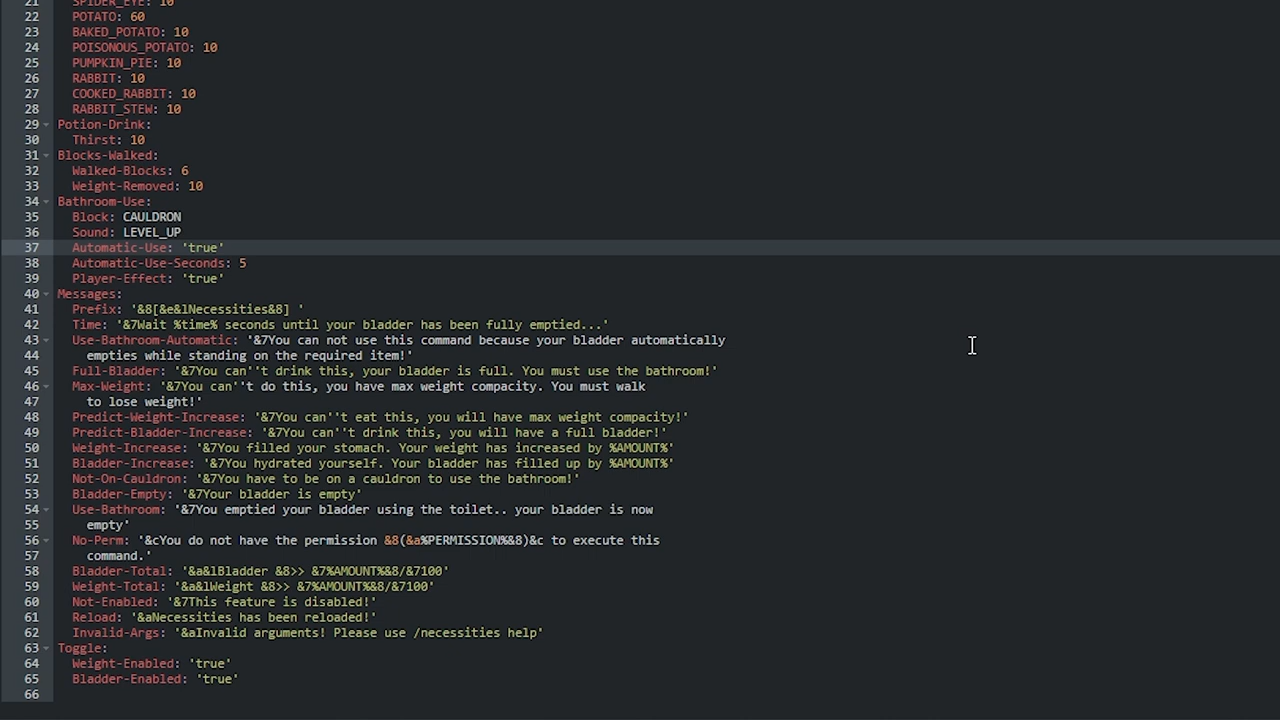 21 SPIDER_EYE: 10
22 POTATO: 60
23 BAKED_POTATO: 10
24 POISONOUS_POTATO: 10
25 PUMPKIN_PIE: 10
26 RABBIT: 10
27 COOKED_RABBIT: 10
28 RABBIT_STEW: 10
29 Potion-Drink:
30 Thirst: 10
31 Blocks-Walked:
32 Walked-Blocks: 6
33 Weight-Removed: 10
34 Bathroom-Use:
35 Block: CAULDRON
36 Sound: LEVEL_UP
37 Automatic-Use: 'true'
38 Automatic-Use-Seconds: 5
39 Player-Effect: 'true'
40 Messages:
41 Prefix: '&8[&e&lNecessities&8] '
42 Time: '&7Wait %time% seconds until your bladder has been fully emptied...'
43 Use-Bathroom-Automatic: '&7You can not use this command because your bladder automatically
44 empties while standing on the required item!'
45 Full-Bladder: '&7You can''t drink this, your bladder is full. You must use the bathroom!'
46 Max-Weight: '&7You can''t do this, you have max weight compacity. You must walk
47 to lose weight!'
48 Predict-Weight-Increase: '&7You can''t eat this, you will have max weight compacity!'
49 Predict-Bladder-Increase: '&7You can''t drink this, you will have a full bladder!'
50 Weight-Increase: '&7You filled your stomach. Your weight has increased by %AMOUNT%'
51 Bladder-Increase: '&7You hydrated yourself. Your bladder has filled up by %AMOUNT%'
52 Not-On-Cauldron: '&7You have to be on a cauldron to use the bathroom!'
53 Bladder-Empty: '&7Your bladder is empty'
54 Use-Bathroom: '&7You emptied your bladder using the toilet.. your bladder is now
55 empty'
56 No-Perm: '&cYou do not have the permission &8(&a%PERMISSION%&8)&c to execute this
57 command.'
58 Bladder-Total: '&a&lBladder &8>> &7%AMOUNT%&8/&7100'
59 Weight-Total: '&a&lWeight &8>> &7%AMOUNT%&8/&7100'
60 Not-Enabled: '&7This feature is disabled!'
61 Reload: '&aNecessities has been reloaded!'
62 Invalid-Args: '&aInvalid arguments! Please use /necessities help'
63 Toggle:
64 Weight-Enabled: 'true'
65 Bladder-Enabled: 'true'
66